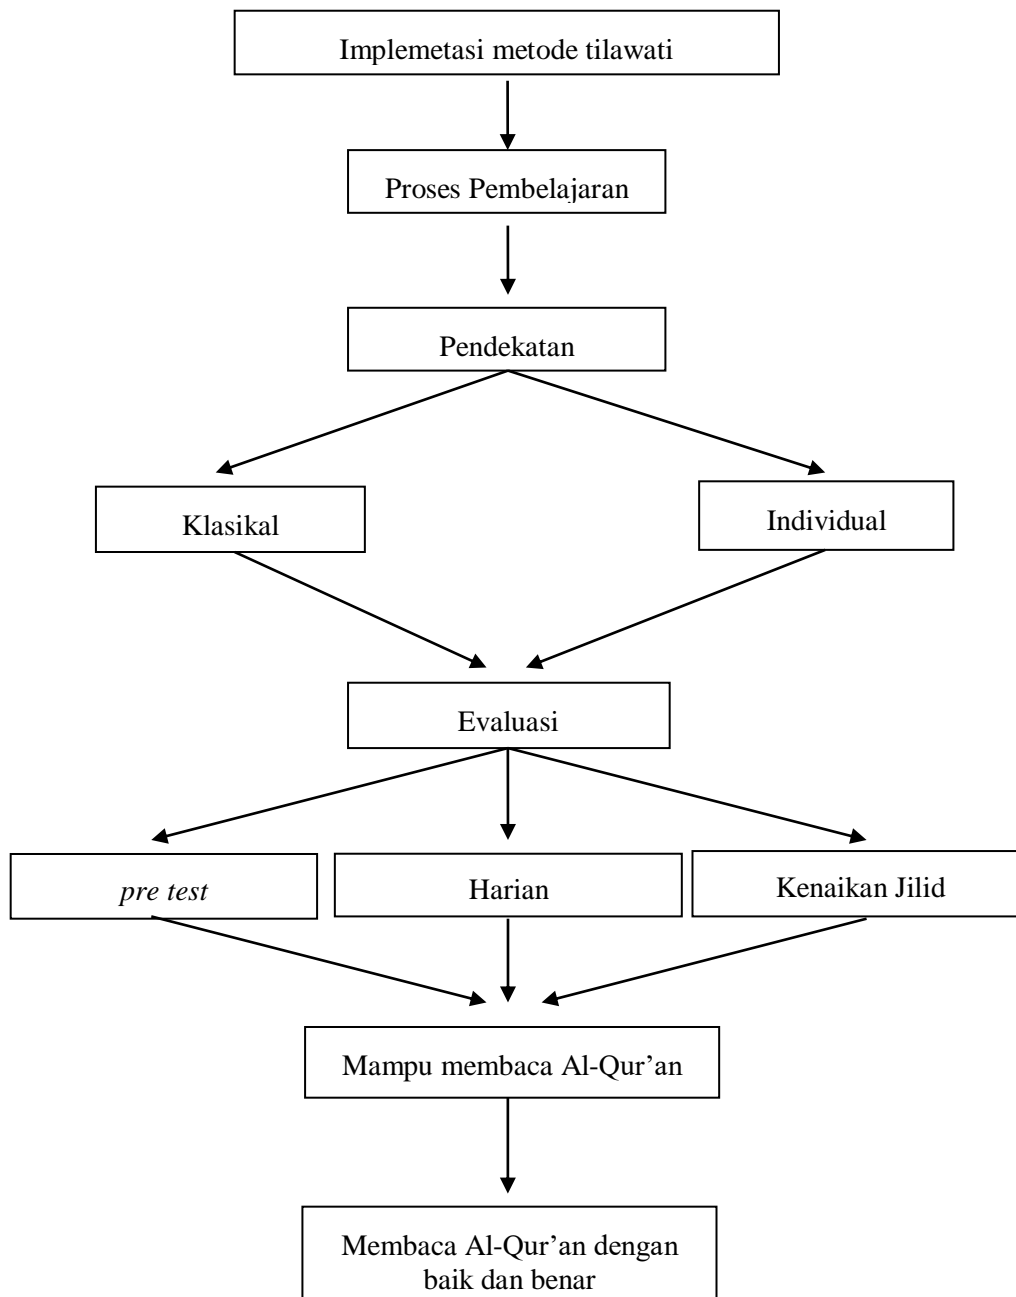 Implemetasi metode tilawati
Proses Pembelajaran
Pendekatan
Klasikal
Individual
Evaluasi
pre test
Harian
Kenaikan Jilid
Mampu membaca Al-Qur’an
Membaca Al-Qur’an dengan
baik dan benar